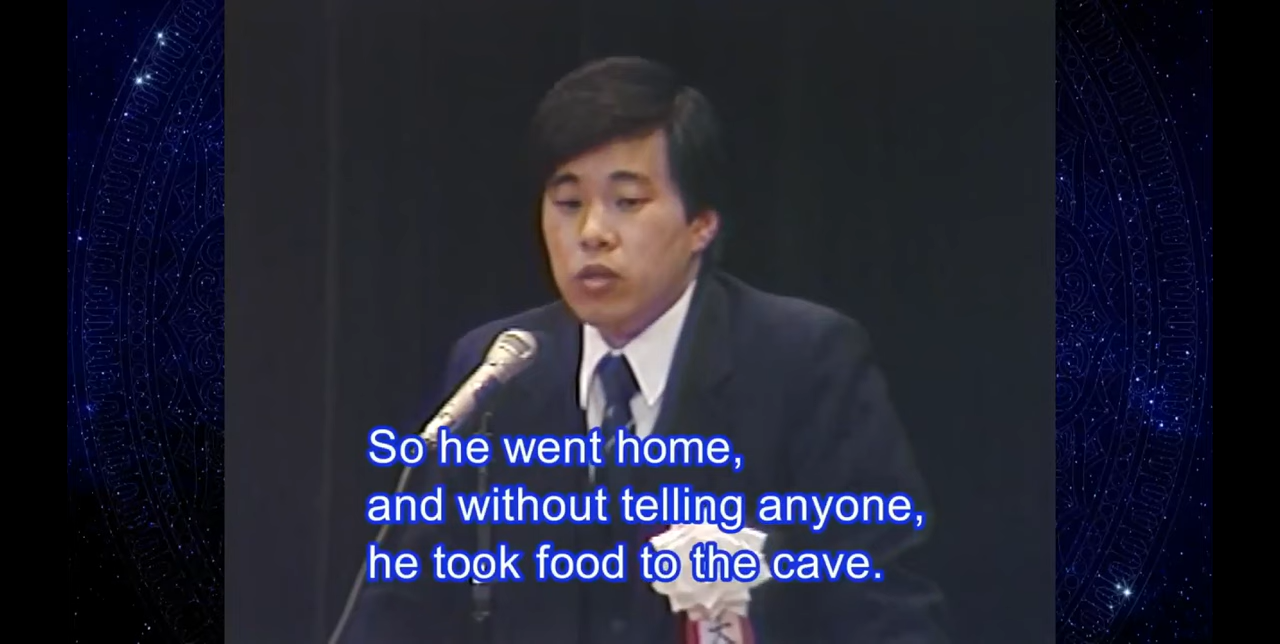 So he went home,
and without telling anyone,
he took food to the cave.